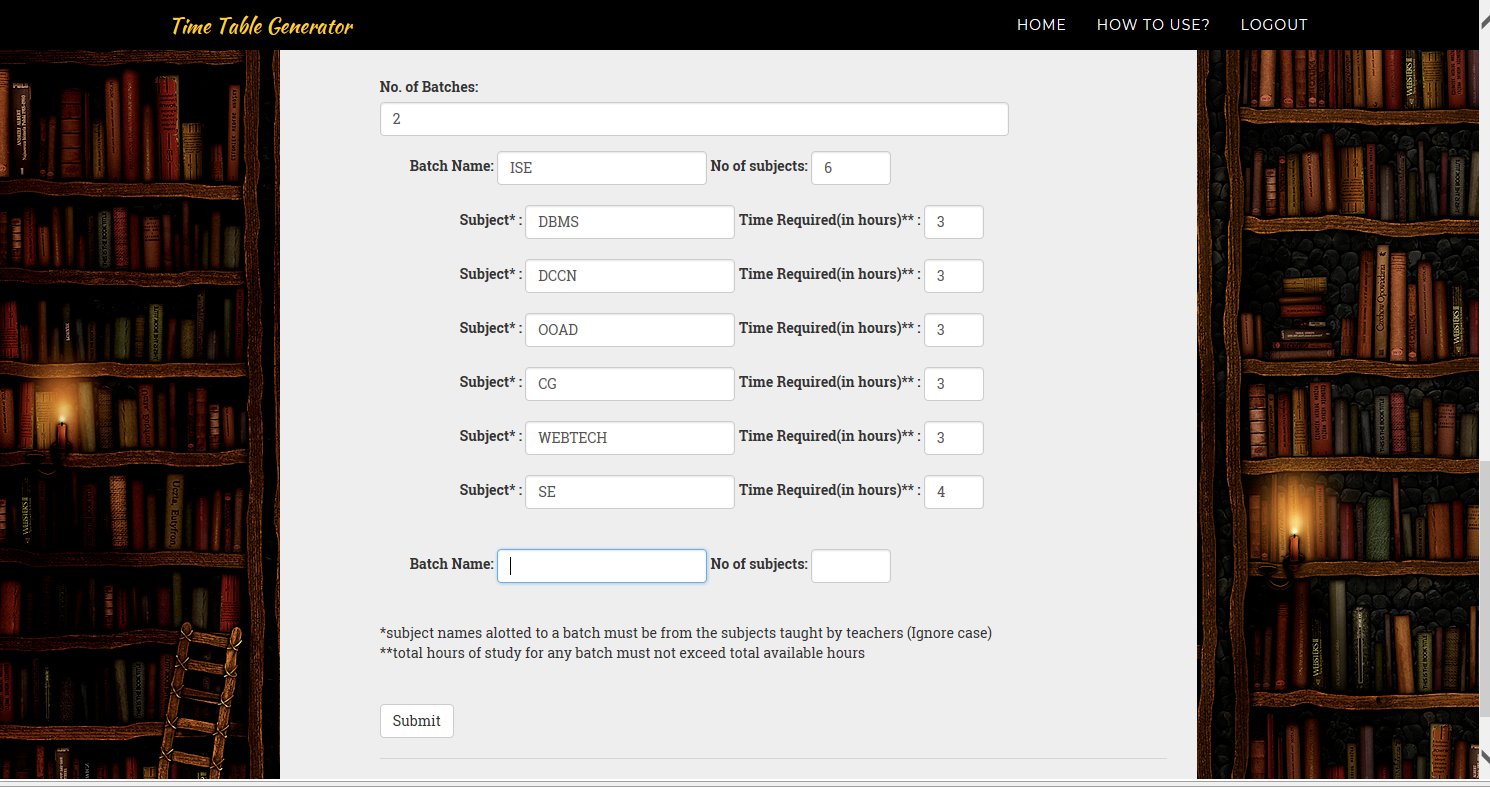 Time Table Generator
HOME HOW TO USE? LOGOUT
No. of Batches:
2
Batch Name: ISE No of subjects: 6
Subject* : DBMS Time Required(in hours)** : 3
Subject* : DCCN Time Required(in hours)** : 3
Subject* : OOAD Time Required(in hours)** : 3
Subject* : CG Time Required(in hours)** : 3
Subject* : WEBTECH Time Required(in hours)** : 3
Subject* : SE Time Required(in hours)** : 4
Batch Name: No of subjects:
*subject names alotted to a batch must be from the subjects taught by teachers (Ignore case)
**total hours of study for any batch must not exceed total available hours
Submit